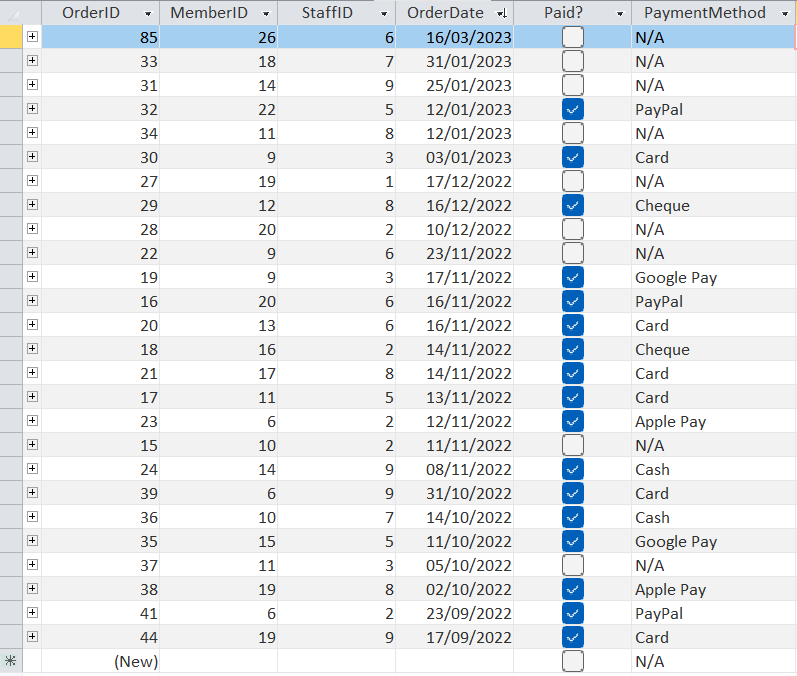 OrderID MemberID StaffID OrderDate Paid? PaymentMethod
85 26 6 16/03/2023 N/A
33 18 7 31/01/2023 N/A
31 14 9 25/01/2023 N/A
32 22 5 12/01/2023 PayPal
34 11 8 12/01/2023 N/A
30 9 3 03/01/2023 Card
27 19 1 17/12/2022 N/A
29 12 8 16/12/2022 Cheque
28 20 2 10/12/2022 N/A
22 9 6 23/11/2022 N/A
19 9 3 17/11/2022 Google Pay
16 20 6 16/11/2022 PayPal
20 13 6 16/11/2022 Card
18 16 2 14/11/2022 Cheque
21 17 8 14/11/2022 Card
17 11 5 13/11/2022 Card
23 6 2 12/11/2022 Apple Pay
15 10 2 11/11/2022 N/A
24 14 9 08/11/2022 Cash
39 6 9 31/10/2022 Card
36 10 7 14/10/2022 Cash
35 15 5 11/10/2022 Google Pay
37 11 3 05/10/2022 N/A
38 19 8 02/10/2022 Apple Pay
41 6 2 23/09/2022 PayPal
44 19 9 17/09/2022 Card
(New) N/A